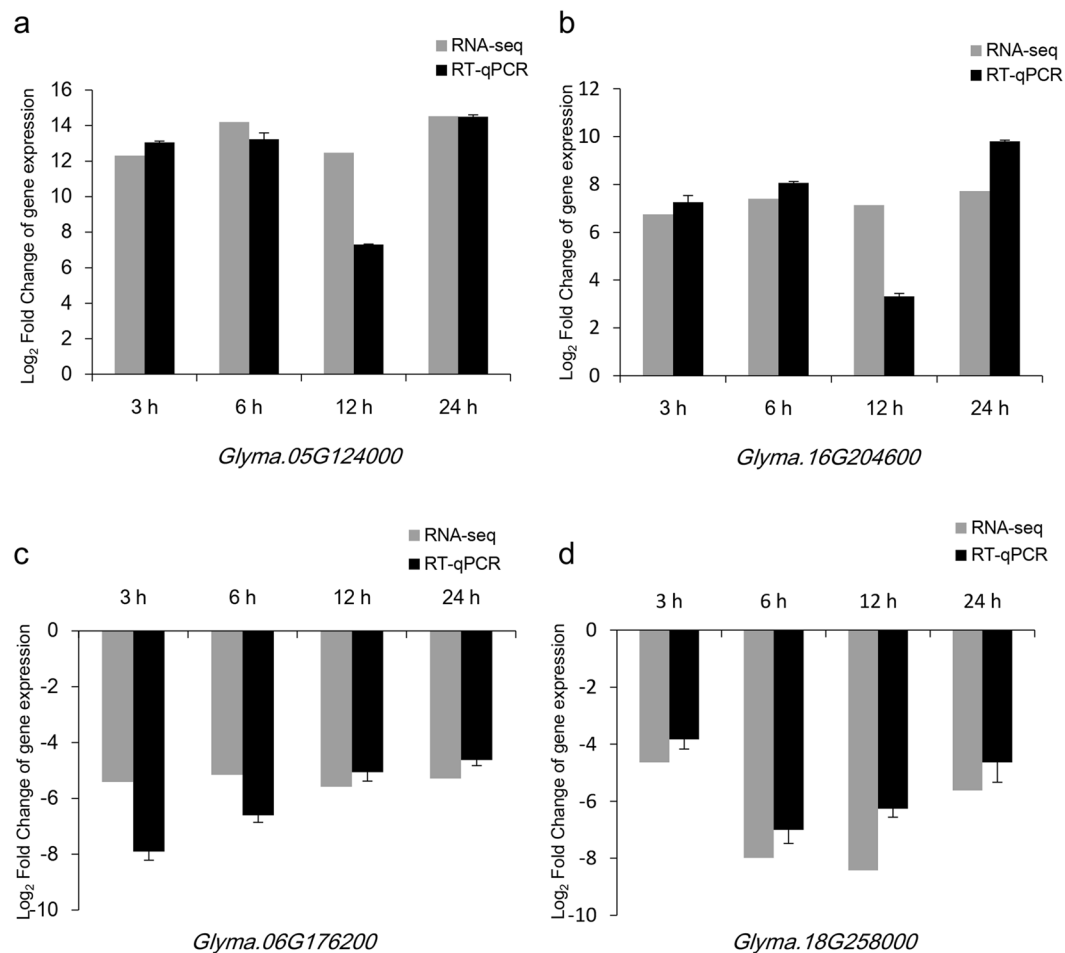 a
RNA-seq
RT-qPCR
Log₂ Fold Change of gene expression
16
14
12
10
8
6
4
2
0
3 h 6 h 12 h 24 h
Glyma.05G124000
b
RNA-seq
RT-qPCR
Log₂ Fold Change of gene expression
12
10
8
6
4
2
0
3 h 6 h 12 h 24 h
Glyma.16G204600
c
RNA-seq
RT-qPCR
3 h 6 h 12 h 24 h
Log₂ Fold Change of gene expression
0
-2
-4
-6
-8
-10
Glyma.06G176200
d
RNA-seq
RT-qPCR
3 h 6 h 12 h 24 h
Log₂ Fold Change of gene expression
0
-2
-4
-6
-8
-10
Glyma.18G258000